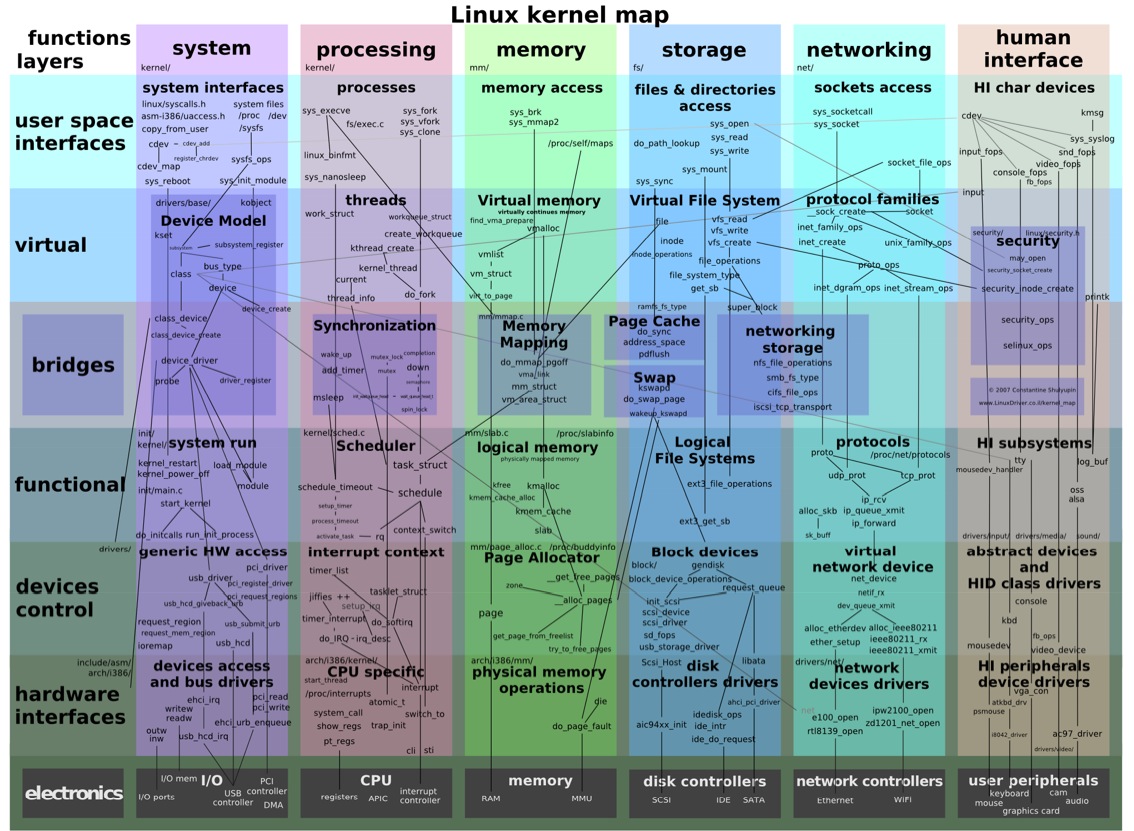 Linux kernel map
functions
layers
system
kernel/
processing
kernel/
memory
mm/
storage
fs/
networking
net/
human
interface
user space
interfaces
system interfaces
linux/syscalls.h
asm-i386/uaccess.h
copy_from_user
system files
/proc /dev
/sysfs
cdev
cdev_add
register_chrdev
cdev_map
sysfs_ops
sys_reboot
sys_init_module
processes
sys_execve
fs/exec.c
sys_fork
sys_vfork
sys_clone
linux_binfmt
sys_nanosleep
memory access
sys_brk
sys_mmap2
/proc/self/maps
files & directories
access
sys_open
sys_read
sys_write
do_path_lookup
sys_mount
sys_sync
sockets access
sys_socketcall
sys_socket
socket_file_ops
HI char devices
cdev
kmsg
sys_syslog
input_fops
snd_fops
video_fops
console_fops
fb_fops
input
virtual
drivers/base/
kobject
Device Model
kset
subsystem
subsystem_register
class
bus_type
device
device_create
threads
work_struct
workqueue_struct
create_workqueue
kthread_create
kernel_thread
current
thread_info
do_fork
Virtual memory
virtually continues memory
find_vma_prepare
vmalloc
vmlist
vm_struct
virt_to_page
Virtual File System
file
vfs_read
vfs_write
vfs_create
inode
inode_operations
file_operations
file_system_type
get_sb
ramfs_fs_type
super_block
protocol families
__sock_create
socket
inet_family_ops
inet_create
unix_family_ops
proto_ops
inet_dgram_ops
inet_stream_ops
security/
linux/security.h
security
may_open
security_socket_create
security_inode_create
printk
security_ops
selinux_ops
bridges
class_device
class_device_create
device_driver
probe
driver_register
Synchronization
wake_up
add_timer
msleep
mutex_lock
mutex
completion
down
semaphore
init_waitqueue_head
wait_queue_head_t
spin_lock
mm/mmap.c
Memory
Mapping
do_mmap_pgoff
vma_link
mm_struct
vm_area_struct
Page Cache
do_sync
address_space
pdflush
Swap
kswapd
do_swap_page
wakeup_kswapd
networking
storage
nfs_file_operations
smb_fs_type
cifs_file_ops
iscsi_tcp_transport
© 2007 Constantine Shulyupin
www.LinuxDriver.co.il/kernel_map
functional
init/
kernel/
system run
kernel_restart
kernel_power_off
load_module
module
init/main.c
start_kernel
do_initcalls
run_init_process
kernel/sched.c
Scheduler
task_struct
schedule_timeout
schedule
setup_timer
process_timeout
activate_task
rq
context_switch
mm/slab.c
/proc/slabinfo
logical memory
physically mapped memory
kfree
kmalloc
kmem_cache_alloc
kmem_cache
slab
Logical
File Systems
ext3_file_operations
ext3_get_sb
protocols
proto
/proc/net/protocols
udp_prot
tcp_prot
ip_rcv
alloc_skb
ip_queue_xmit
ip_forward
sk_buff
HI subsystems
tty
mousedev_handler
log_buf
oss
alsa
drivers/input/
drivers/media/
sound/
devices
control
drivers/
generic HW access
pci_driver
usb_driver
pci_register_driver
pci_request_regions
usb_hcd_giveback_urb
request_region
request_mem_region
ioremap
usb_submit_urb
usb_hcd
interrupt context
timer_list
jiffies ++
tasklet_struct
setup_irq
timer_interrupt
do_softirq
do_IRQ - irq_desc
mm/page_alloc.c
/proc/buddyinfo
Page Allocator
zone
__get_free_pages
__alloc_pages
page
get_page_from_freelist
try_to_free_pages
Block devices
block/
gendisk
block_device_operations
request_queue
init_scsi
scsi_device
scsi_driver
sd_fops
usb_storage_driver
virtual
network device
net_device
netif_rx
dev_queue_xmit
alloc_etherdev
alloc_ieee80211
ether_setup
ieee80211_rx
ieee80211_xmit
abstract devices
and
HID class drivers
console
kbd
fb_ops
mousedev
video_device
hardware
interfaces
include/asm/
arch/i386/
devices access
and bus drivers
ehci_irq
pci_read
pci_write
writew
readw
ehci_urb_enqueue
outw
inw
usb_hcd_irq
arch/i386/kernel/
CPU specific
start_thread
/proc/interrupts
interrupt
atomic_t
system_call
switch_to
show_regs
trap_init
pt_regs
cli sti
arch/i386/mm/
physical memory
operations
die
do_page_fault
Scsi_Host
libata
disk
controllers drivers
ahci_pci_driver
idedisk_ops
aic94xx_init
ide_intr
ide_do_request
drivers/net/
network
devices drivers
net
ipw2100_open
e100_open
zd1201_net_open
rtl8139_open
HI peripherals
device drivers
vga_con
atkbd_drv
psmouse
i8042_driver
ac97_driver
drivers/video/
electronics
I/O
I/O mem
I/O ports
USB
controller
PCI
controller
DMA
CPU
registers
APIC
interrupt
controller
memory
RAM
MMU
disk controllers
SCSI
IDE
SATA
network controllers
Ethernet
WiFi
user peripherals
keyboard
cam
mouse
audio
graphics card